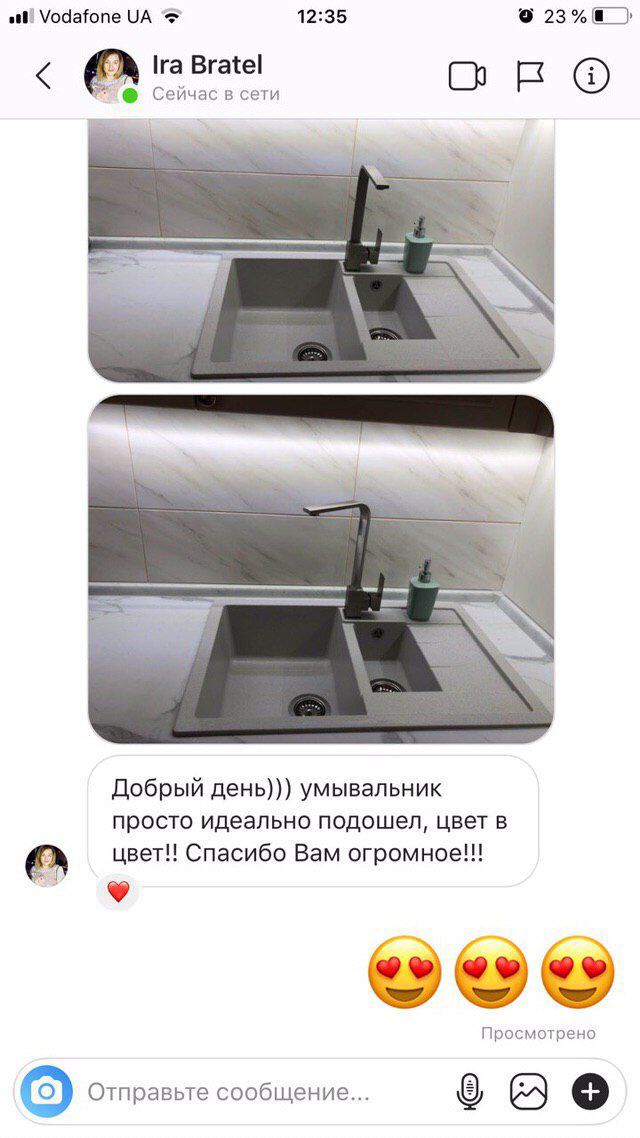 Vodafone UA 12:35 23 %
Ira Bratel
Сейчас в сети
Добрый день))) умывальник
просто идеально подошел, цвет в
цвет!! Спасибо Вам огромное!!!
Просмотрено
Отправьте сообщение...